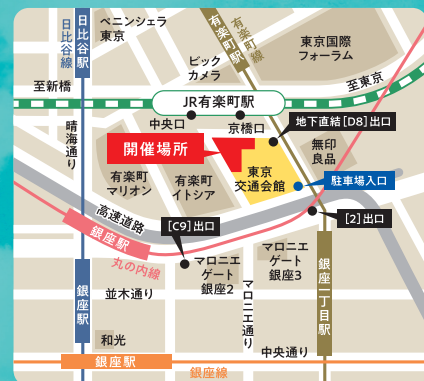 ペニンシェラ
東京
日比谷駅
日比谷線
有楽町駅
有楽町線
東京国際
フォーラム
ビック
カメラ
至新橋
至東京
JR有楽町駅
中央口
京橋口
地下直結[D8]出口
晴海通り
開催場所
無印
良品
有楽町
マリオン
有楽町
イトシア
東京
交通会館
駐車場入口
高速道路
銀座駅
[C9]出口
[2]出口
丸の内線
マロニエ
ゲート
銀座2
マロニエ
ゲート
銀座3
銀座駅
並木通り
マロニエ通り
銀座一丁目駅
和光
中央通り
銀座駅
銀座線